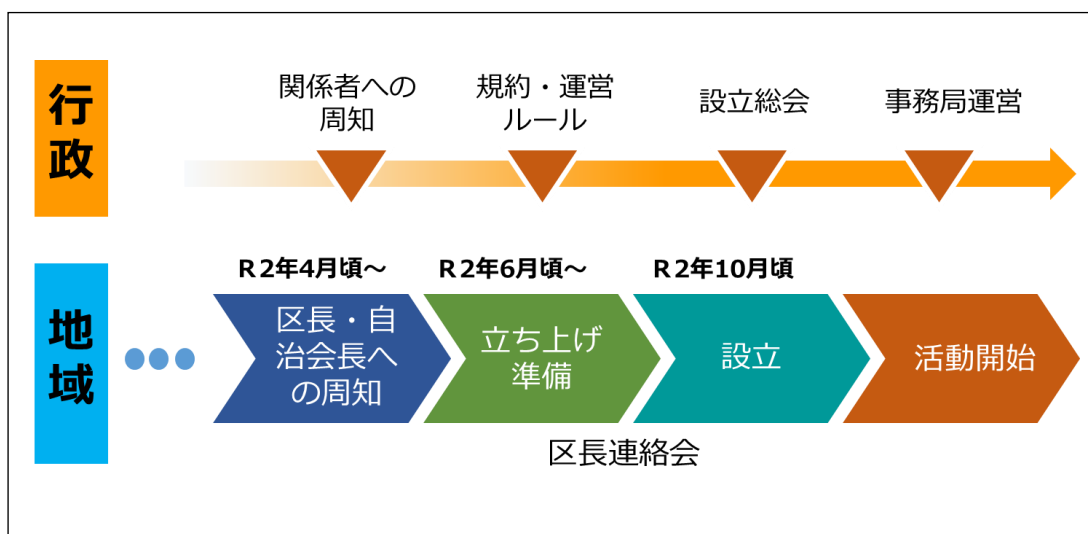 行政
関係者への
周知
規約・運営
ルール
設立総会
事務局運営
地域
R2年4月頃~
R2年6月頃~
R2年10月頃
区長・自
治会長へ
の周知
立ち上げ
準備
設立
活動開始
区長連絡会